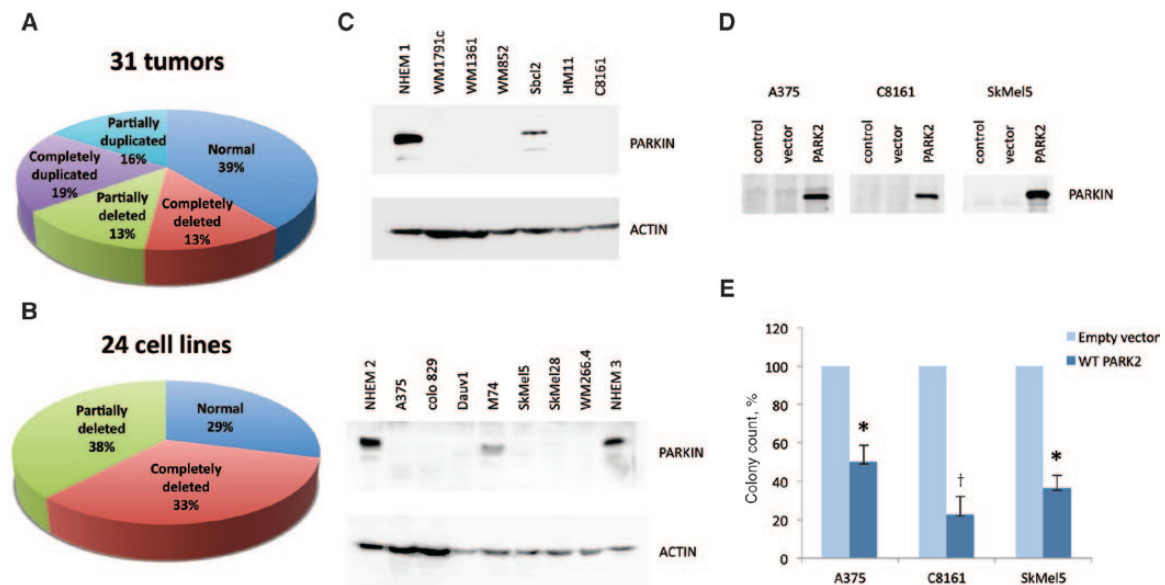 A
31 tumors
Partially
duplicated
16%
Normal
39%
Completely
duplicated
19%
Partially
deleted
13%
Completely
deleted
13%
B
24 cell lines
Partially
deleted
38%
Normal
29%
Completely
deleted
33%
C
NHEM 1
WM1791c
WM1361
WM852
Sbcl2
HM11
C8161
PARKIN
ACTIN
NHEM 2
A375
colo 829
Dauv1
M74
SkMel5
SkMel28
WM266.4
NHEM 3
PARKIN
ACTIN
D
A375
C8161
SkMel5
control
vector
PARK2
control
vector
PARK2
control
vector
PARK2
PARKIN
E
Empty vector
WT PARK2
Colony count, %
120
100
80
60
40
20
0
*
†
*
A375
C8161
SkMel5